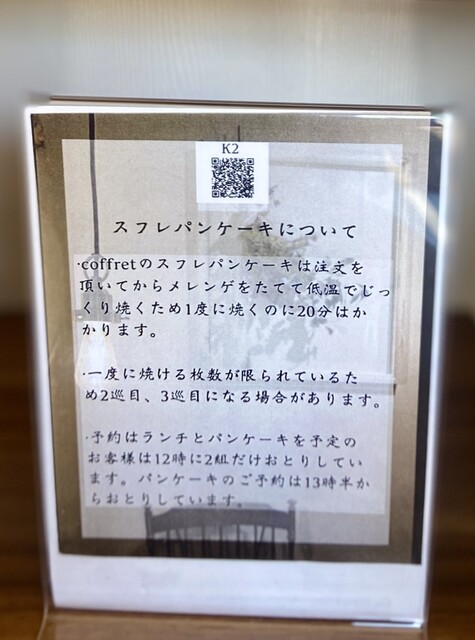 K2
スフレパンケーキについて
·coffretのスフレパンケーキは注文を
頂いてからメレンゲをたてて低温でじっ
くり焼くため1度に焼くのに20分はか
かります。
·一度に焼ける枚数が限られているた
め2巡目、3巡目になる場合があります。
·予約はランチとパンケーキを予定の
お客様は12時に2組だけおとりしてい
ます。パンケーキのご予約は13時半か
らおとりしています。